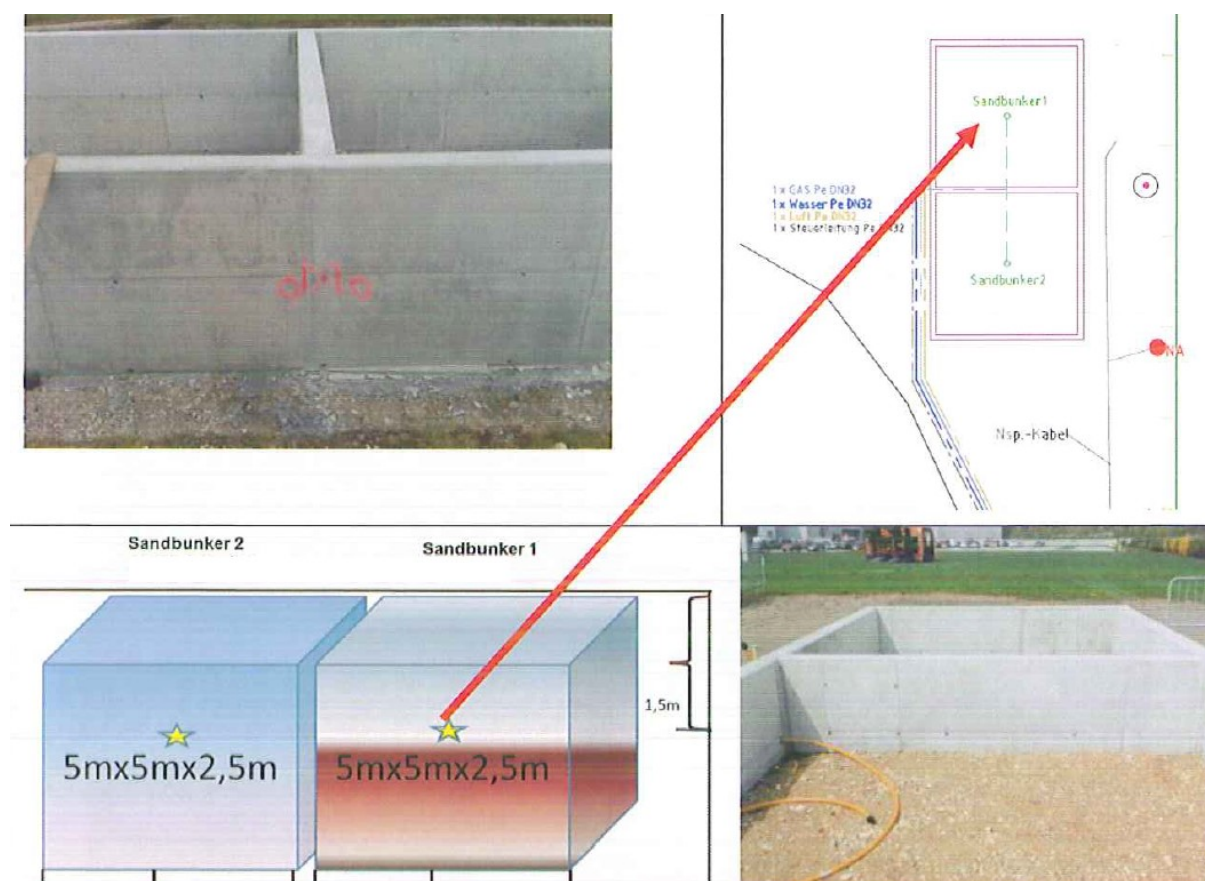 ditto
Sandbunker1
1 x GAS Pe DN32
1 x Wasser Pe DN32
1 x Luft Pe DN32
1 x Steuerleitung Pe DN32
Sandbunker2
NA
Nsp.-Kabel
Sandbunker 2
Sandbunker 1
1,5m
5mx5mx2,5m
5mx5mx2,5m